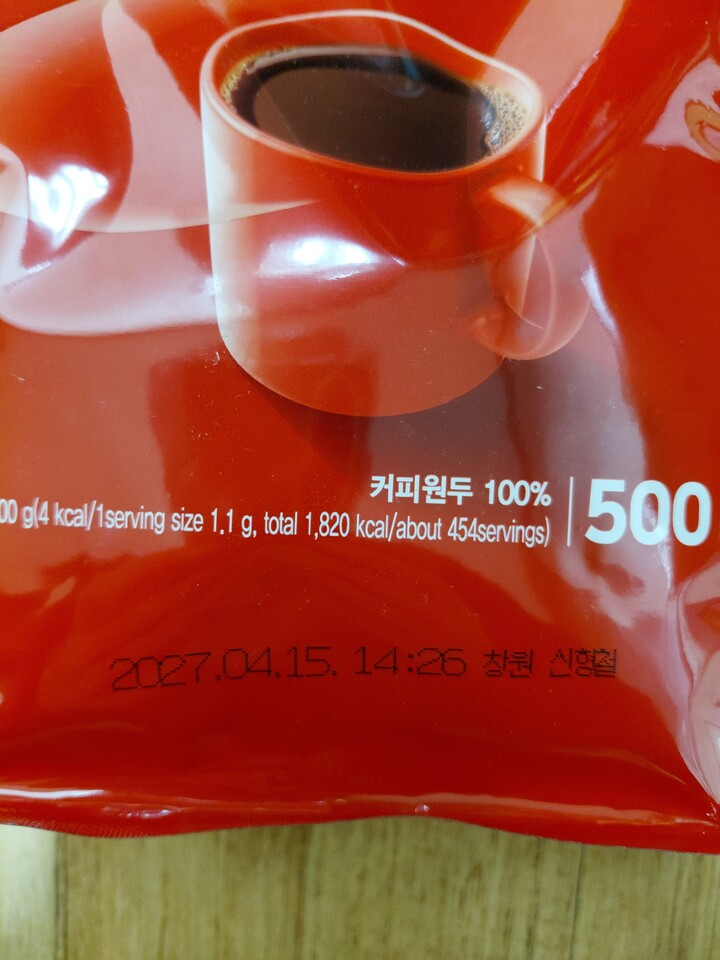 커피원두 100%
00 g(4 kcal/1serving size 1.1 g, total 1,820 kcal/about 454servings)
500
2027.04.15. 14:26 창원 신형철